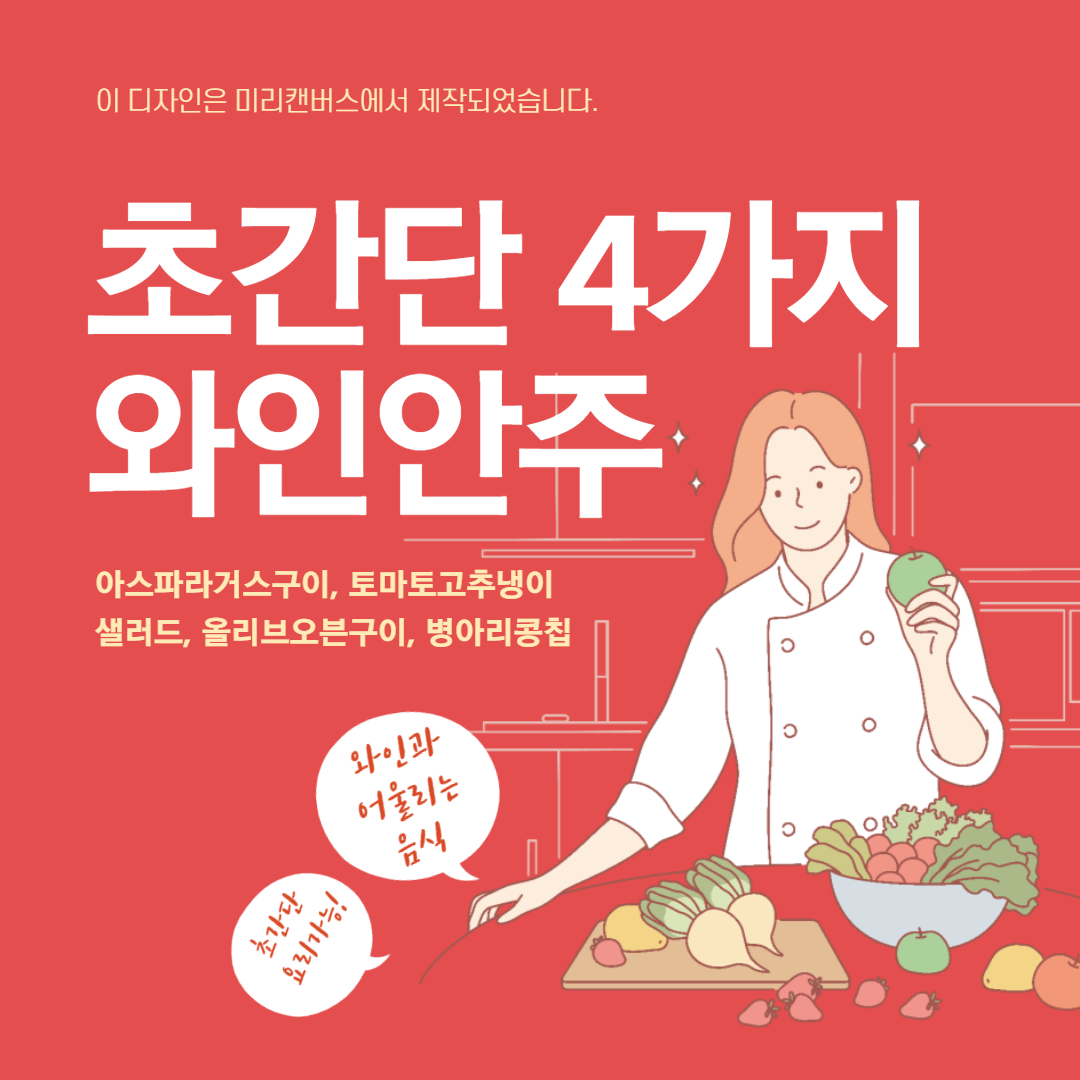 이 디자인은 미리캔버스에서 제작되었습니다.
초간단 4가지
와인안주
아스파라거스구이, 토마토고추냉이
샐러드, 올리브오븐구이, 병아리콩칩
와인과
어울리는
음식
초간단
요리가능!